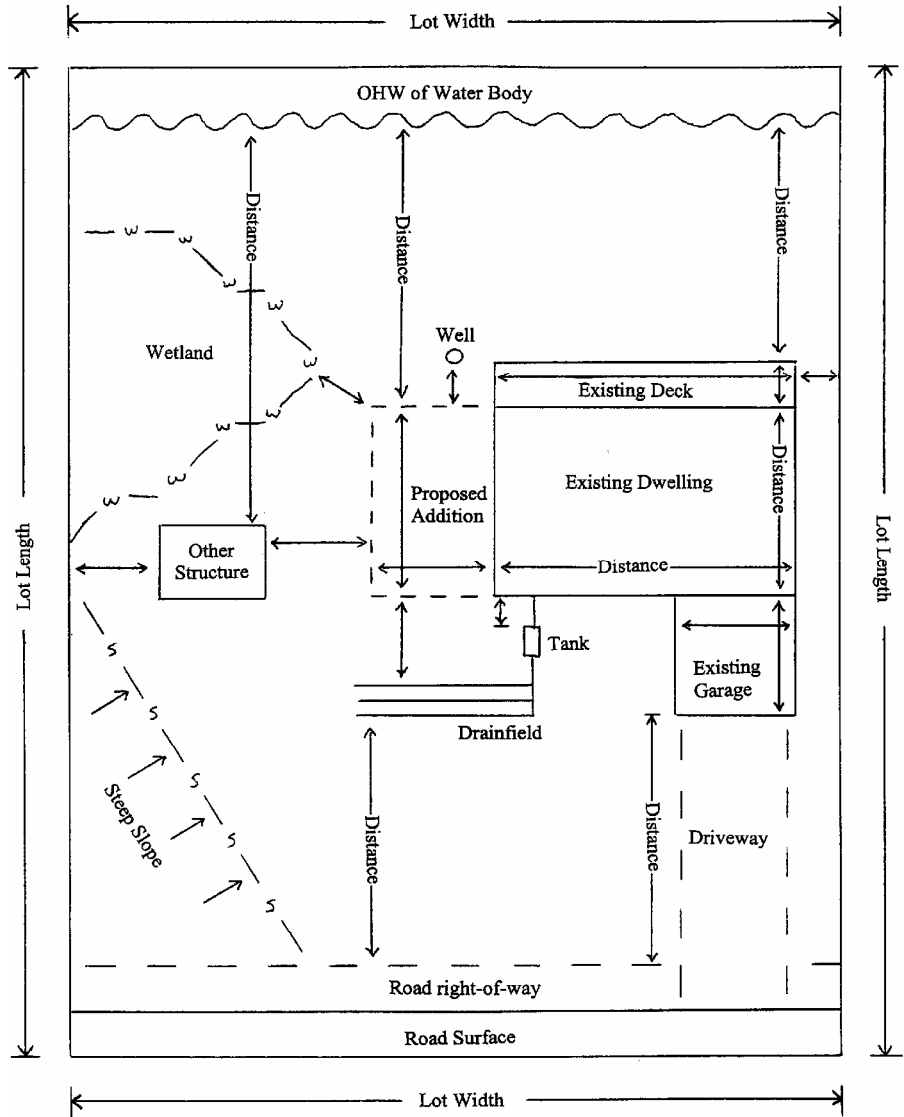 Lot Width
OHW of Water Body
Distance
Distance
Distance
W W W W W W W W W
Well
Wetland
Existing Deck
Lot Length
Proposed
Addition
Existing Dwelling
Distance
Distance
Other
Structure
Lot Length
Tank
Existing
Garage
Drainfield
S S S S S S S
Steep Slope
Distance
Distance
Driveway
Road right-of-way
Road Surface
Lot Width